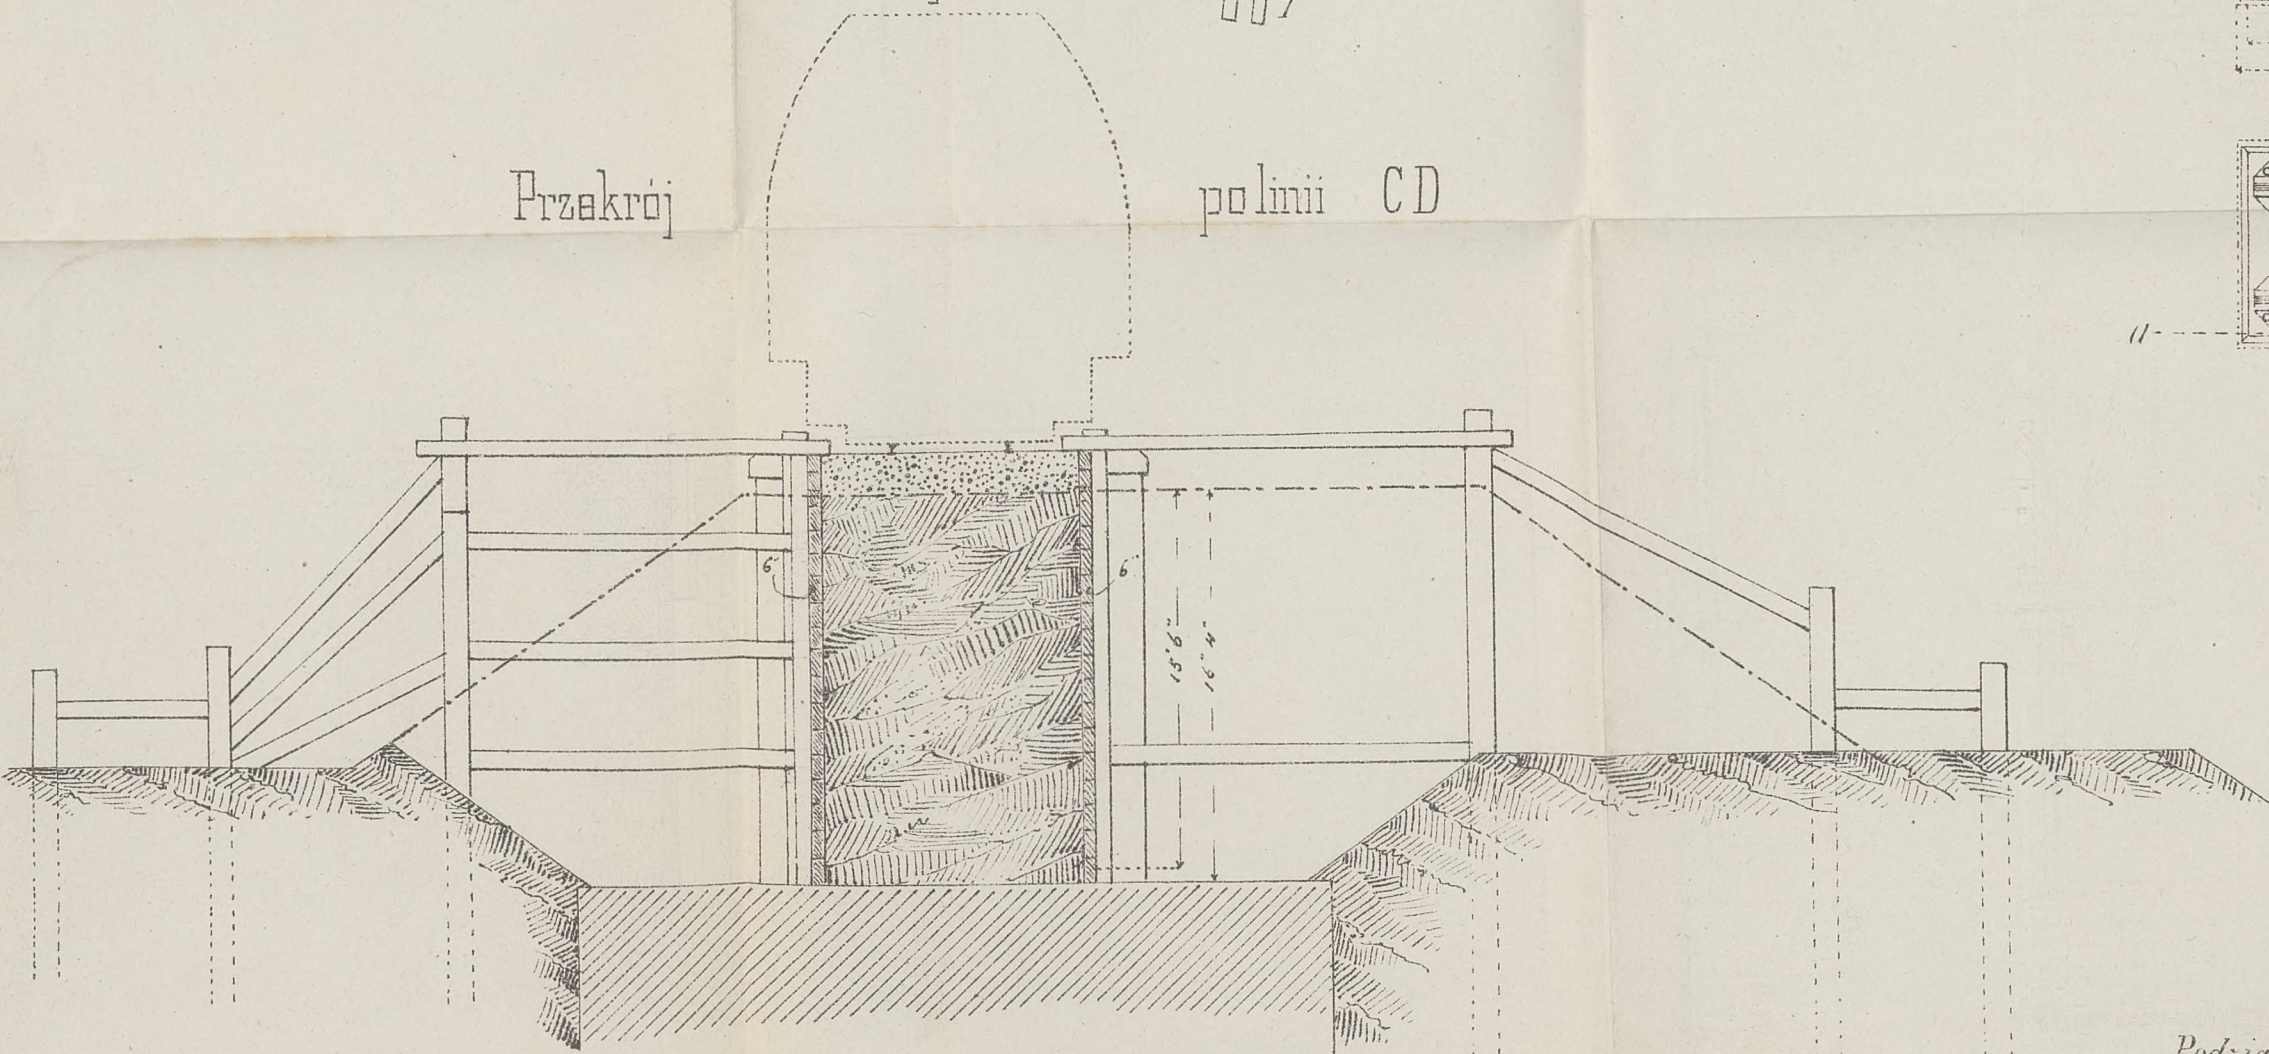 Przekrój po linii CD
6"
6"
15' 6"
16" 4"
a